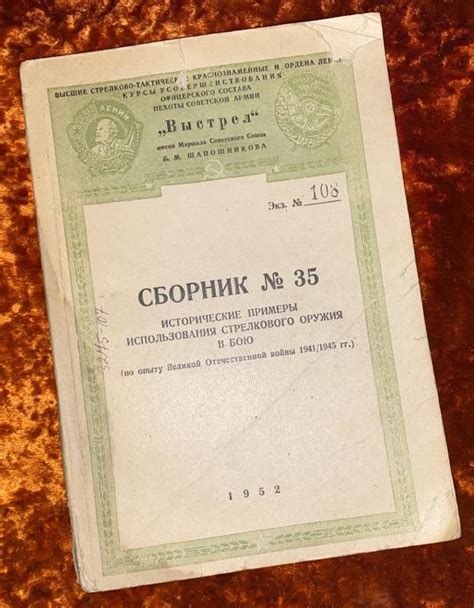 ВЫСШИЕ СТРЕЛКОВО-ТАКТИЧЕСКИЕ КРАСНОЗНАМЕННЫЕ И ОРДЕНА ЛЕНИНА
КУРСЫ УСОВЕРШЕНСТВОВАНИЯ
ОФИЦЕРСКОГО СОСТАВА
ПЕХОТЫ СОВЕТСКОЙ АРМИИ
ЛЕНИН
„Выстрел"
имени Маршала Советского Союза
Б. М. ШАПОШНИКОВА
Экз. № 108
СБОРНИК № 35
ИСТОРИЧЕСКИЕ ПРИМЕРЫ
ИСПОЛЬЗОВАНИЯ СТРЕЛКОВОГО ОРУЖИЯ
В БОЮ
(по опыту Великой Отечественной войны 1941/1945 гг.)
1952